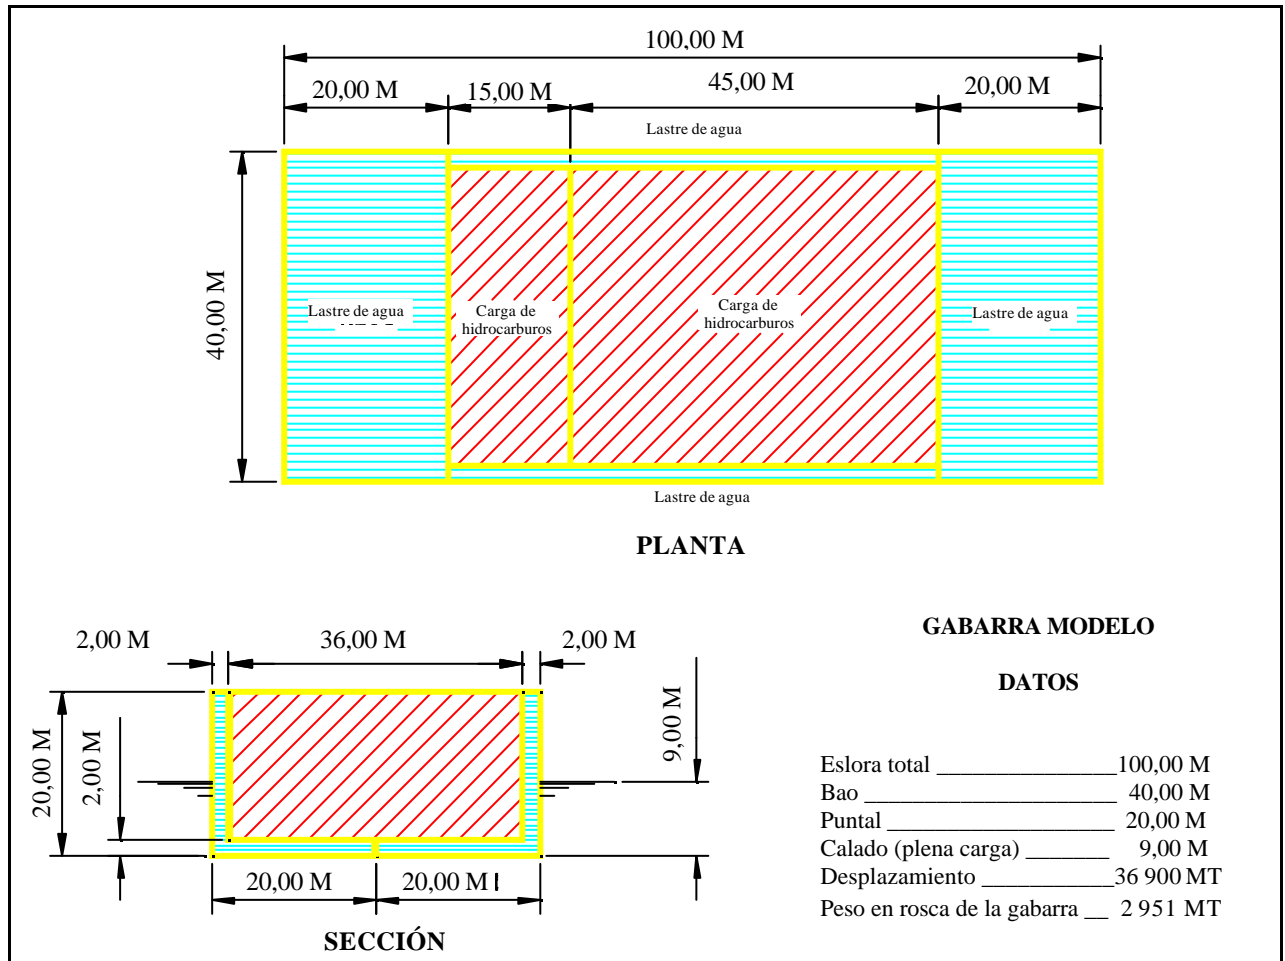 100,00 M
20,00 M
15,00 M
45,00 M
20,00 M
Lastre de agua
40,00 M
Lastre de agua
Carga de
hidrocarburos
Carga de
hidrocarburos
Lastre de agua
Lastre de agua
PLANTA
2,00 M
36,00 M
2,00 M
20,00 M
2,00 M
9,00 M
20,00 M
20,00 M
SECCIÓN
GABARRA MODELO
DATOS
Eslora total _______________100,00 M
Bao _____________________ 40,00 M
Puntal ___________________ 20,00 M
Calado (plena carga) _______ 9,00 M
Desplazamiento ___________36 900 MT
Peso en rosca de la gabarra __ 2 951 MT